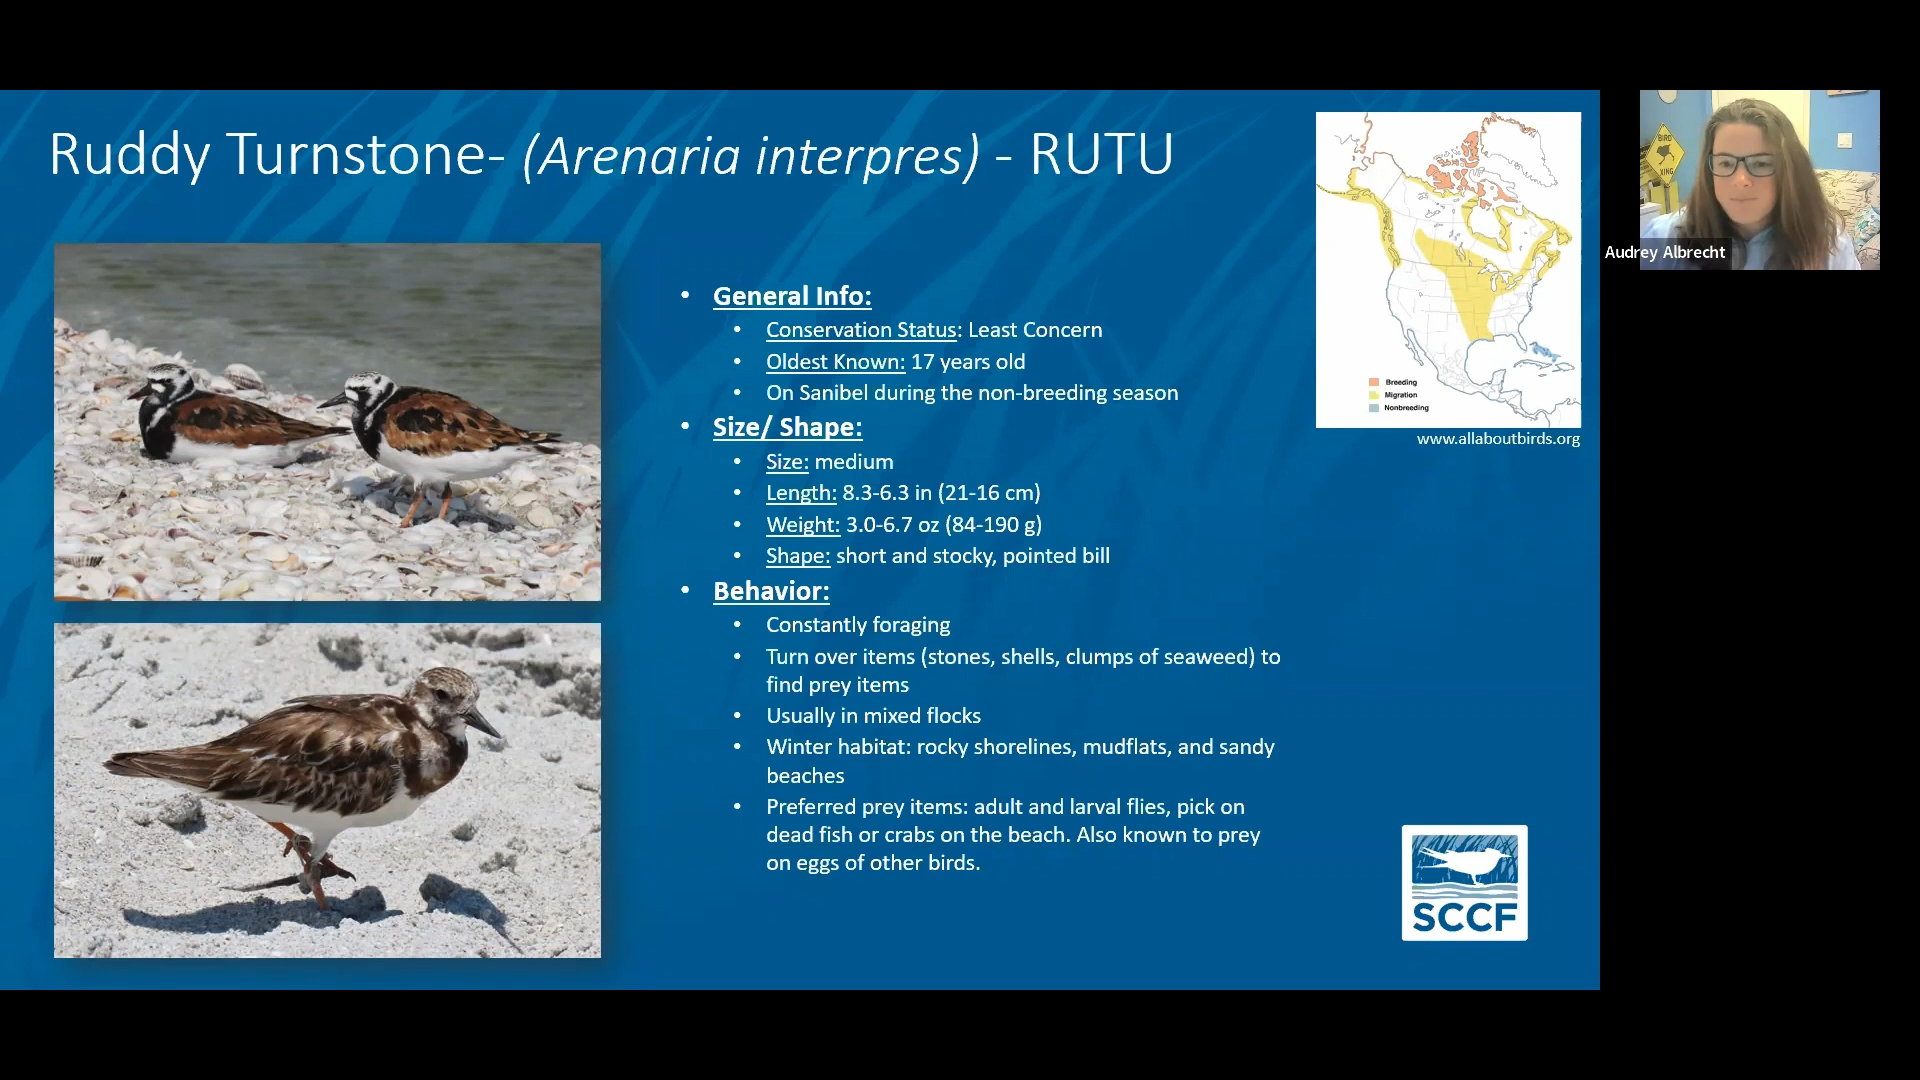 Ruddy Turnstone- (Arenaria interpres) - RUTU
• General Info:
• Conservation Status: Least Concern
• Oldest Known: 17 years old
• On Sanibel during the non-breeding season
• Size/ Shape:
• Size: medium
• Length: 8.3-6.3 in (21-16 cm)
• Weight: 3.0-6.7 oz (84-190 g)
• Shape: short and stocky, pointed bill
• Behavior:
• Constantly foraging
• Turn over items (stones, shells, clumps of seaweed) to
find prey items
• Usually in mixed flocks
• Winter habitat: rocky shorelines, mudflats, and sandy
beaches
• Preferred prey items: adult and larval flies, pick on
dead fish or crabs on the beach. Also known to prey
on eggs of other birds.
Breeding
Migration
Nonbreeding
www.allaboutbirds.org
SCCF
BIRD
XING
Audrey Albrecht